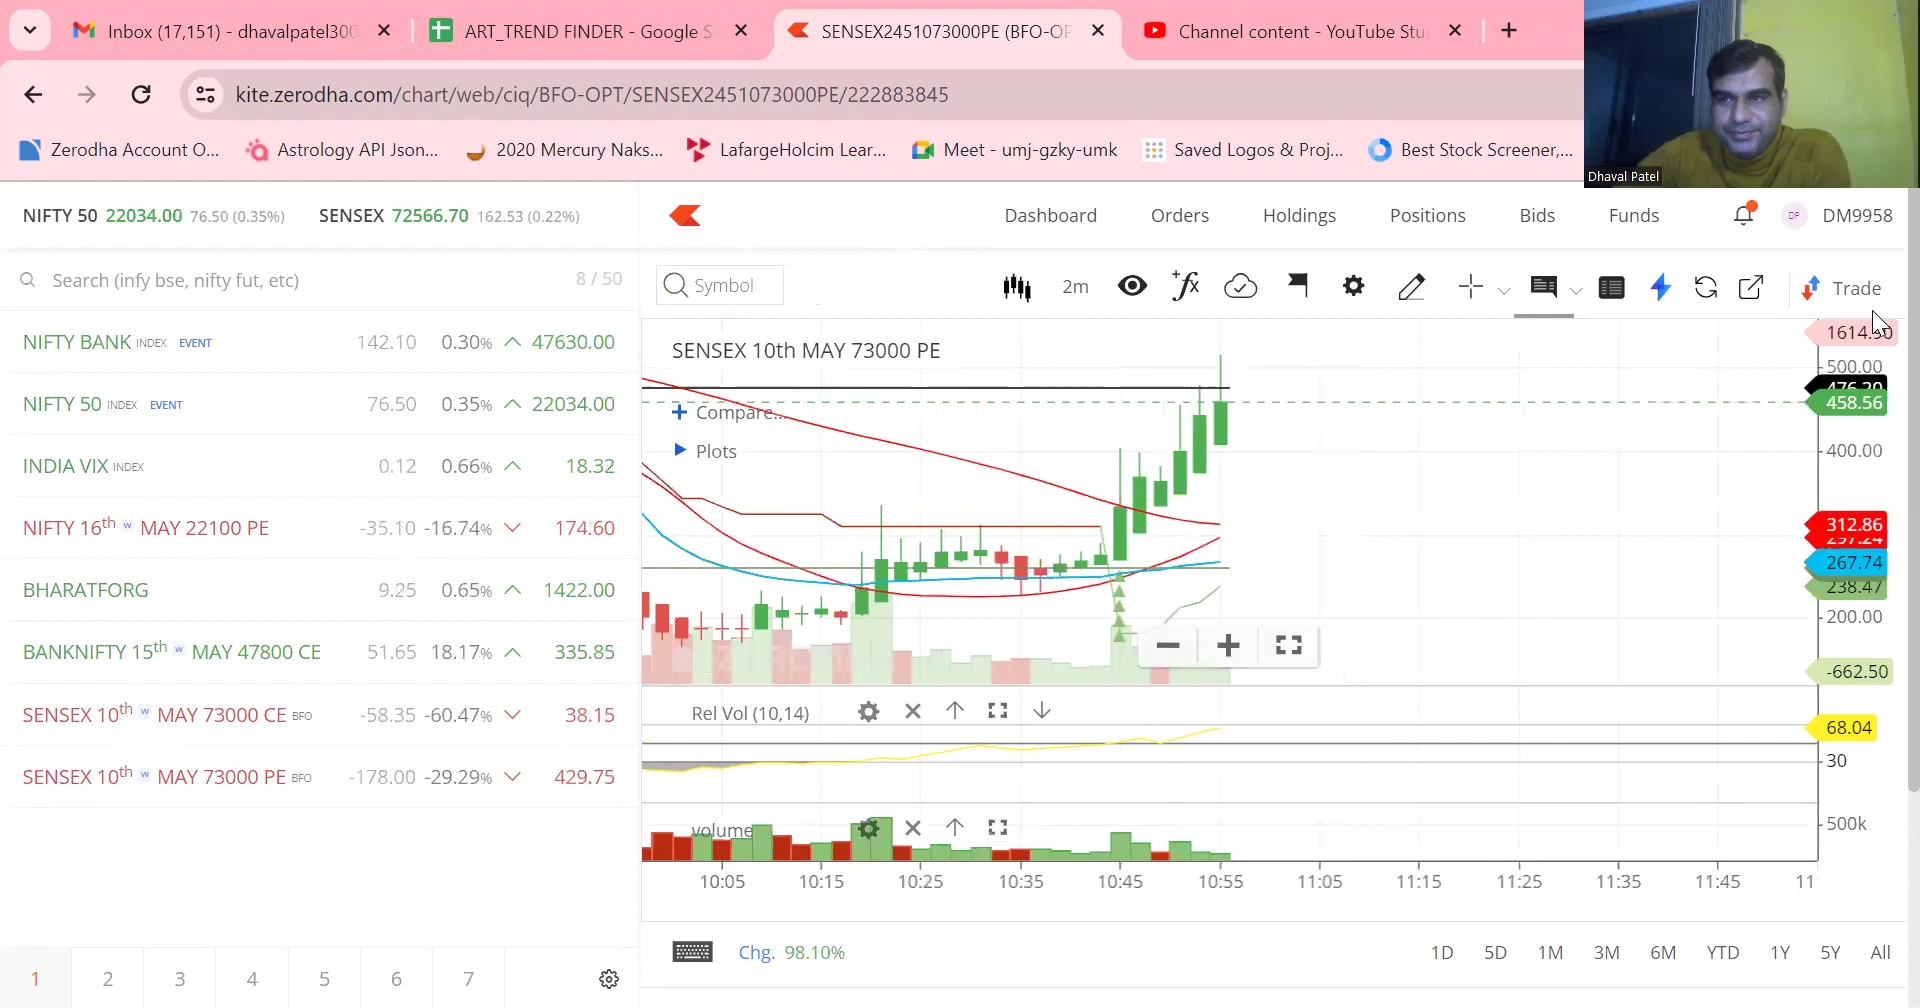 Inbox (17,151) - dhavalpatel300
ART_TREND FINDER - Google S
SENSEX2451073000PE (BFO-OP
Channel content - YouTube Stu
kite.zerodha.com/chart/web/ciq/BFO-OPT/SENSEX2451073000PE/222883845
Zerodha Account O...
Astrology API Json...
2020 Mercury Naks...
LafargeHolcim Lear...
Meet - umj-gzky-umk
Saved Logos & Proj...
Best Stock Screener,...
Dhaval Patel
NIFTY 50 22034.00 76.50 (0.35%) SENSEX 72566.70 162.53 (0.22%)
Dashboard Orders Holdings Positions Bids Funds DP DM9958
Search (infy bse, nifty fut, etc) 8 / 50
Symbol 2m Trade
NIFTY BANK INDEX EVENT 142.10 0.30% 47630.00
NIFTY 50 INDEX EVENT 76.50 0.35% 22034.00
INDIA VIX INDEX 0.12 0.66% 18.32
NIFTY 16th w MAY 22100 PE -35.10 -16.74% 174.60
BHARATFORG 9.25 0.65% 1422.00
BANKNIFTY 15th w MAY 47800 CE 51.65 18.17% 335.85
SENSEX 10th w MAY 73000 CE BFO -58.35 -60.47% 38.15
SENSEX 10th w MAY 73000 PE BFO -178.00 -29.29% 429.75
1 2 3 4 5 6 7
SENSEX 10th MAY 73000 PE
Compare...
Plots
500.00
476.20
458.56
400.00
312.86
297.24
267.74
238.47
200.00
-662.50
Rel Vol (10,14)
68.04
30
volume
500k
10:05 10:15 10:25 10:35 10:45 10:55 11:05 11:15 11:25 11:35 11:45 11:
Chg. 98.10%
1D 5D 1M 3M 6M YTD 1Y 5Y All